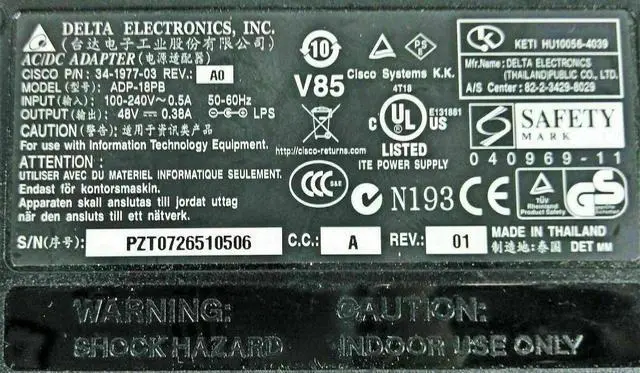 DELTA ELECTRONICS, INC.
(台达电子工业股份有限公司)
AC/DC ADAPTER (电源适配器)
CISCO P/N: 34-1977-03 REV.: A0
MODEL(型号): ADP-18PB
INPUT(输入): 100-240V~0.5A 50-60Hz
OUTPUT(输出): 48V 0.38A LPS
CAUTION (警告): 适用于资讯类产品
For use with Information Technology Equipment.
ATTENTION :
UTILISER AVEC DU MATERIEL INFORMATIQUE SEULEMENT.
Endast för kontorsmaskin.
Apparaten skall anslutas till jordat uttag
när den ansluts till ett nätverk.
S/N(序号): PZT0726510506 C.C.: A REV.: 01
10
V85
PS
E
Cisco Systems K.K.
4T18
http://cisco-returns.com
C UL US
E131881
LISTED
ITE POWER SUPPLY
CCC S&E
N193
CE
K
KETI HU10056-4039
Mfr.Name: DELTA ELECTRONICS
(THAILAND)PUBLIC CO., LTD
A/S Center: 82-2-3429-8029
S
SAFETY
MARK
040969-11
TÜV
Rheinland
Product Safety
GS
MADE IN THAILAND
制造地: 泰国 DET MM
WARNING: CAUTION:
SHOCK HAZARD INDOOR USE ONLY